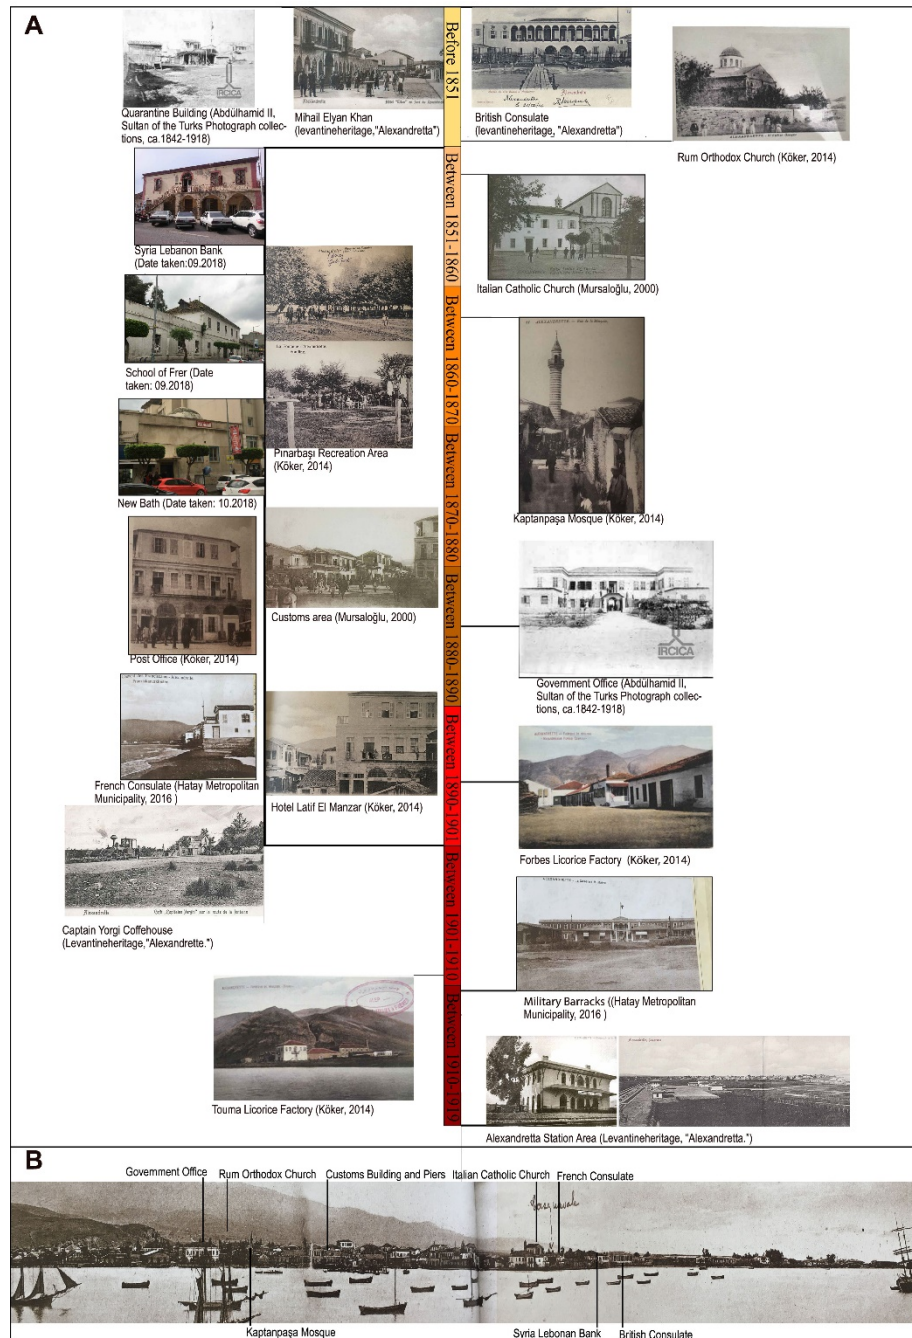 A
Before 1851
Quarantine Building (Abdülhamid II,
Sultan of the Turks Photograph collec-
tions, ca.1842-1918)
IRCICA
Mihail Elyan Khan
(levantineheritage,"Alexandretta")
British Consulate
(levantineheritage, "Alexandretta")
Rum Orthodox Church (Köker, 2014)
Between 1851-1860
Syria Lebanon Bank
(Date taken:09.2018)
Italian Catholic Church (Mursaloğlu, 2000)
Between 1860-1870
School of Frer (Date
taken: 09.2018)
Pınarbaşı Recreation Area
(Köker, 2014)
Kaptanpaşa Mosque (Köker, 2014)
Between 1870-1880
New Bath (Date taken: 10.2018)
Post Office (Köker, 2014)
Customs area (Mursaloğlu, 2000)
Between 1880-1890
IRCICA
Government Office (Abdülhamid II,
Sultan of the Turks Photograph collec-
tions, ca.1842-1918)
Between 1890-1901
French Consulate (Hatay Metropolitan
Municipality, 2016 )
Hotel Latif El Manzar (Köker, 2014)
Forbes Licorice Factory (Köker, 2014)
Between 1901-1910
Captain Yorgi Coffehouse
(Levantineheritage,"Alexandrette.")
Military Barracks ((Hatay Metropolitan
Municipality, 2016 )
Between 1910-1919
Touma Licorice Factory (Köker, 2014)
Alexandretta Station Area (Levantineheritage, "Alexandretta.")
B
Government Office
Rum Orthodox Church
Customs Building and Piers
Italian Catholic Church
French Consulate
Kaptanpaşa Mosque
Syria Lebonan Bank
British Consulate